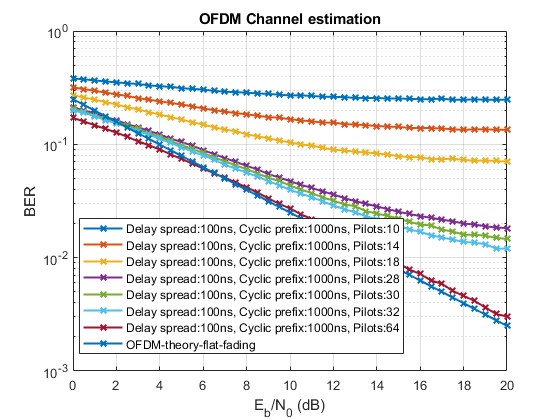 OFDM Channel estimation
10^0
10^-1
10^-2
10^-3
BER
Delay spread:100ns, Cyclic prefix:1000ns, Pilots:10
Delay spread:100ns, Cyclic prefix:1000ns, Pilots:14
Delay spread:100ns, Cyclic prefix:1000ns, Pilots:18
Delay spread:100ns, Cyclic prefix:1000ns, Pilots:28
Delay spread:100ns, Cyclic prefix:1000ns, Pilots:30
Delay spread:100ns, Cyclic prefix:1000ns, Pilots:32
Delay spread:100ns, Cyclic prefix:1000ns, Pilots:64
OFDM-theory-flat-fading
0 2 4 6 8 10 12 14 16 18 20
E_b/N_0 (dB)